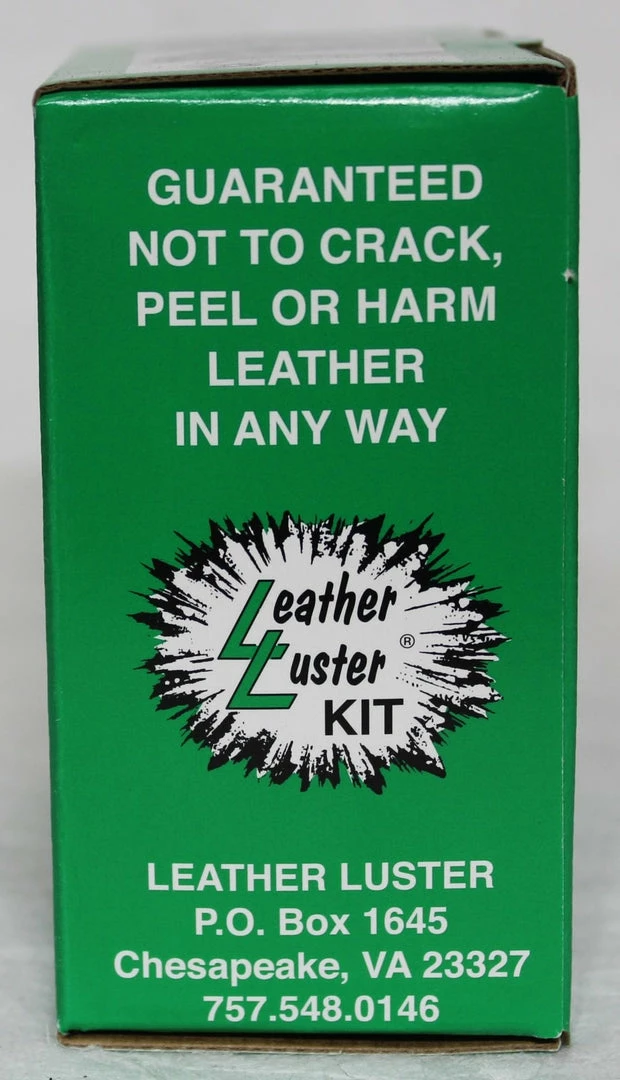 GUARANTEED
NOT TO CRACK,
PEEL OR HARM
LEATHER
IN ANY WAY
Leather
Luster ®
KIT
LEATHER LUSTER
P.O. Box 1645
Chesapeake, VA 23327
757.548.0146